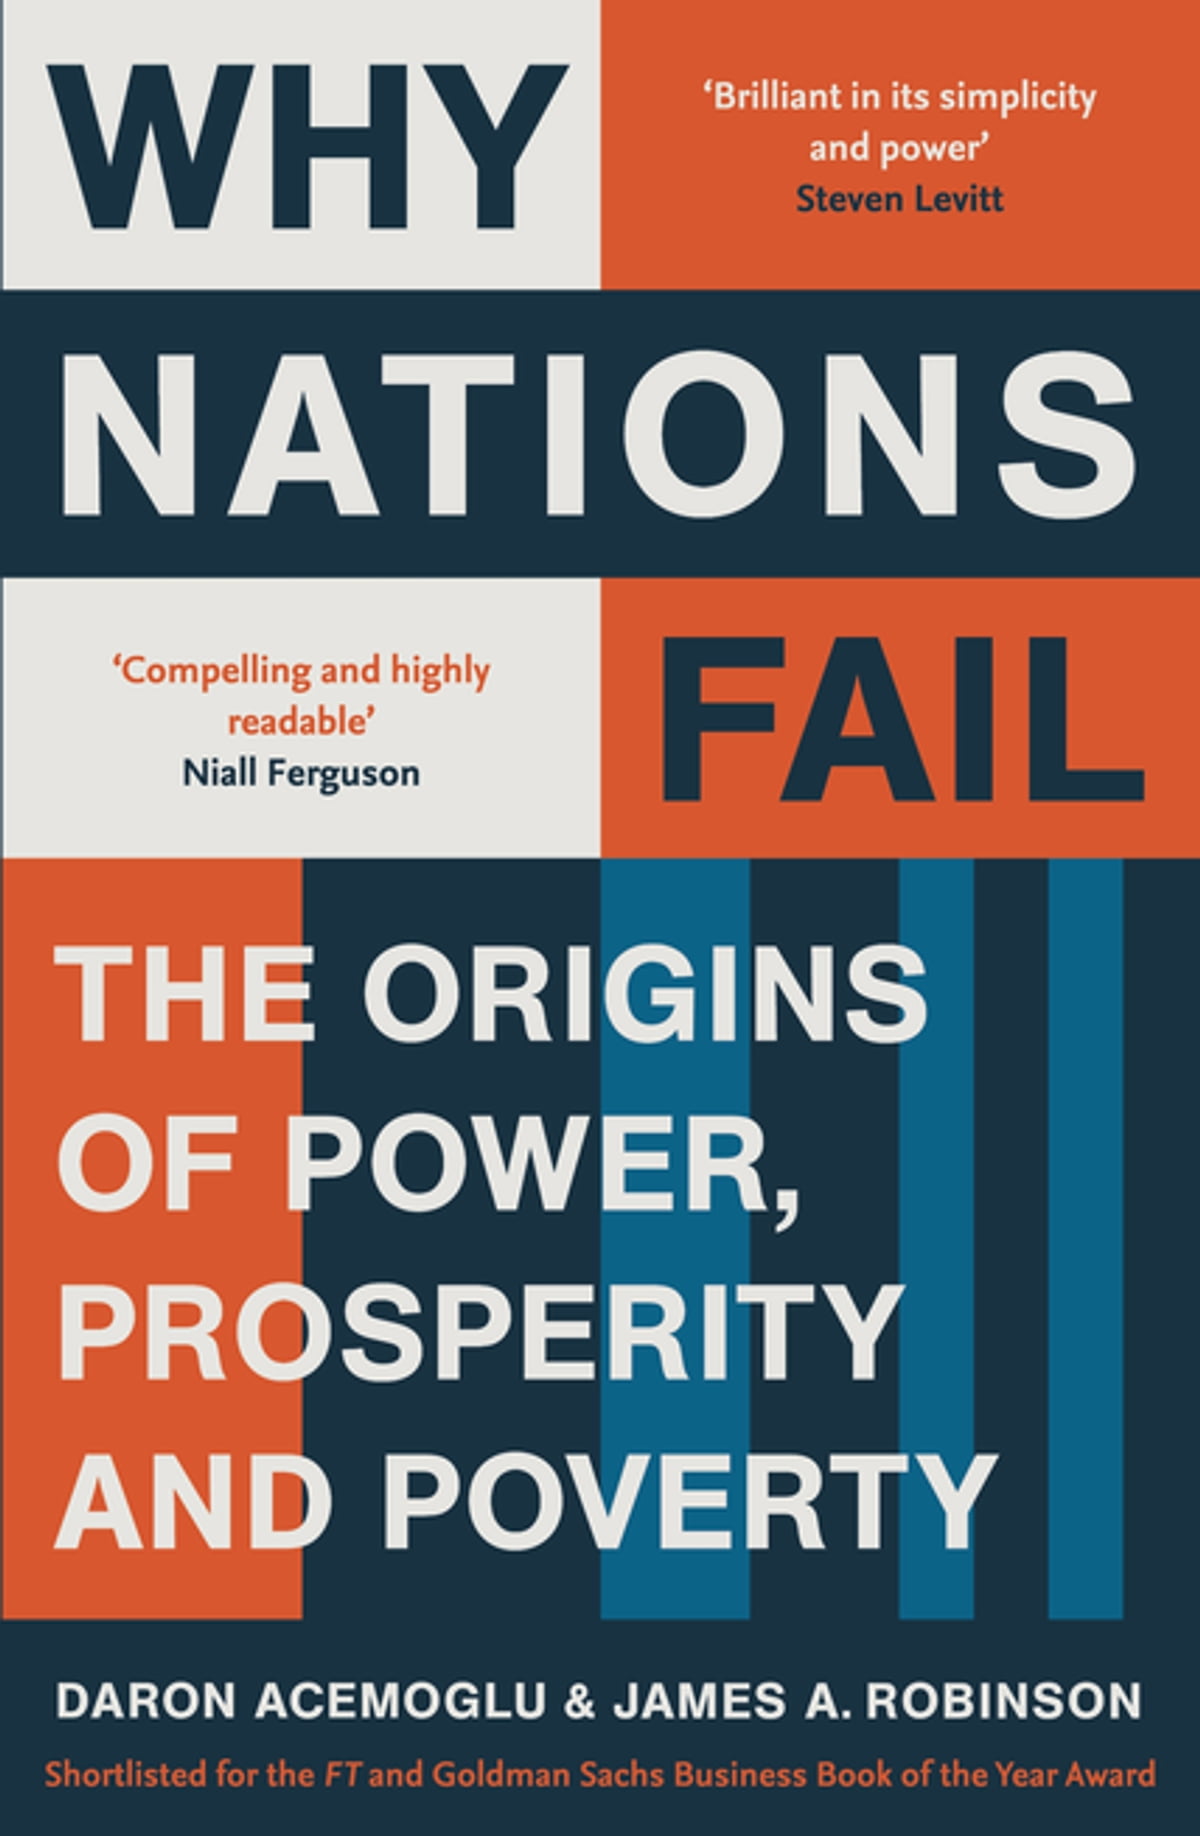 WHY
‘Brilliant in its simplicity
and power’
Steven Levitt
NATIONS
‘Compelling and highly
readable’
Niall Ferguson
FAIL
THE ORIGINS
OF POWER,
PROSPERITY
AND POVERTY
DARON ACEMOGLU & JAMES A. ROBINSON
Shortlisted for the FT and Goldman Sachs Business Book of the Year Award